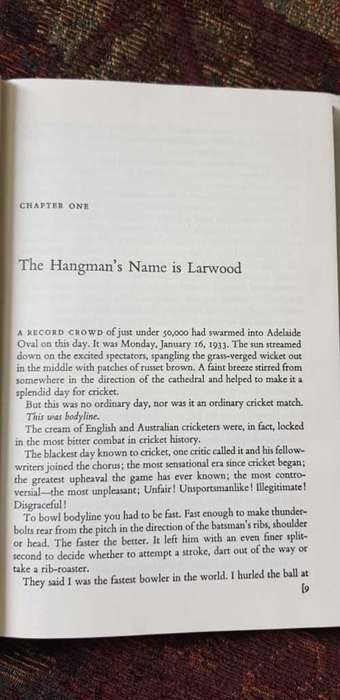 CHAPTER ONE
The Hangman's Name is Larwood
A RECORD CROWD of just under 50,000 had swarmed into Adelaide
Oval on this day. It was Monday, January 16, 1933. The sun streamed
down on the excited spectators, spangling the grass-verged wicket out
in the middle with patches of russet brown. A faint breeze stirred from
somewhere in the direction of the cathedral and helped to make it a
splendid day for cricket.
But this was no ordinary day, nor was it an ordinary cricket match.
This was bodyline.
The cream of English and Australian cricketers were, in fact, locked
in the most bitter combat in cricket history.
The blackest day known to cricket, one critic called it and his fellow-
writers joined the chorus; the most sensational era since cricket began;
the greatest upheaval the game has ever known; the most contro-
versial—the most unpleasant; Unfair! Unsportsmanlike! Illegitimate!
Disgraceful!
To bowl bodyline you had to be fast. Fast enough to make thunder-
bolts rear from the pitch in the direction of the batsman's ribs, shoulder
or head. The faster the better. It left him with an even finer split-
second to decide whether to attempt a stroke, dart out of the way or
take a rib-roaster.
They said I was the fastest bowler in the world. I hurled the ball at
[9